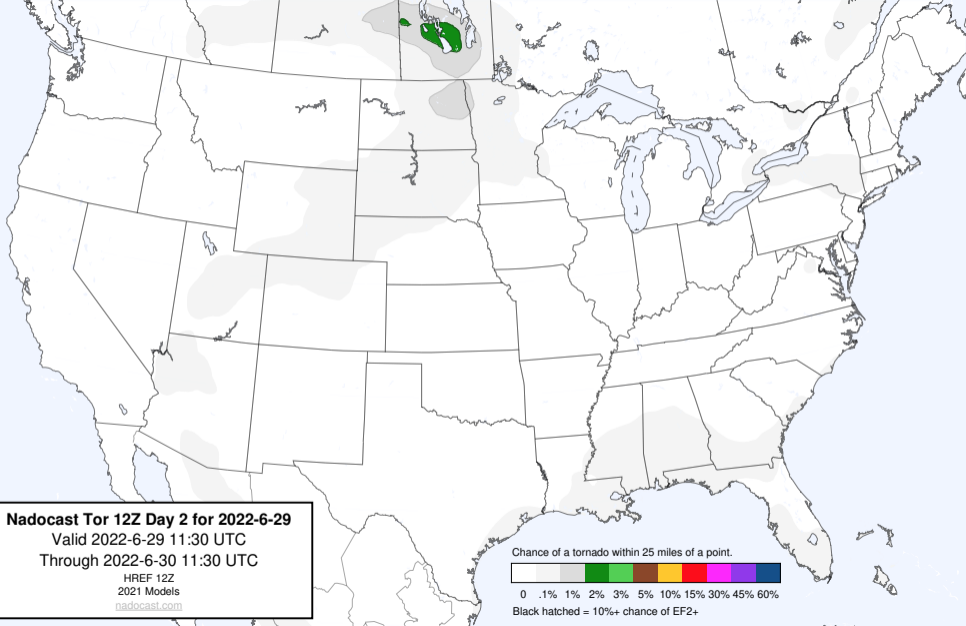 Nadocast Tor 12Z Day 2 for 2022-6-29
Valid 2022-6-29 11:30 UTC
Through 2022-6-30 11:30 UTC
HREF 12Z
2021 Models
nadocast.com
Chance of a tornado within 25 miles of a point.
0 .1% 1% 2% 3% 5% 10% 15% 30% 45% 60%
Black hatched = 10%+ chance of EF2+